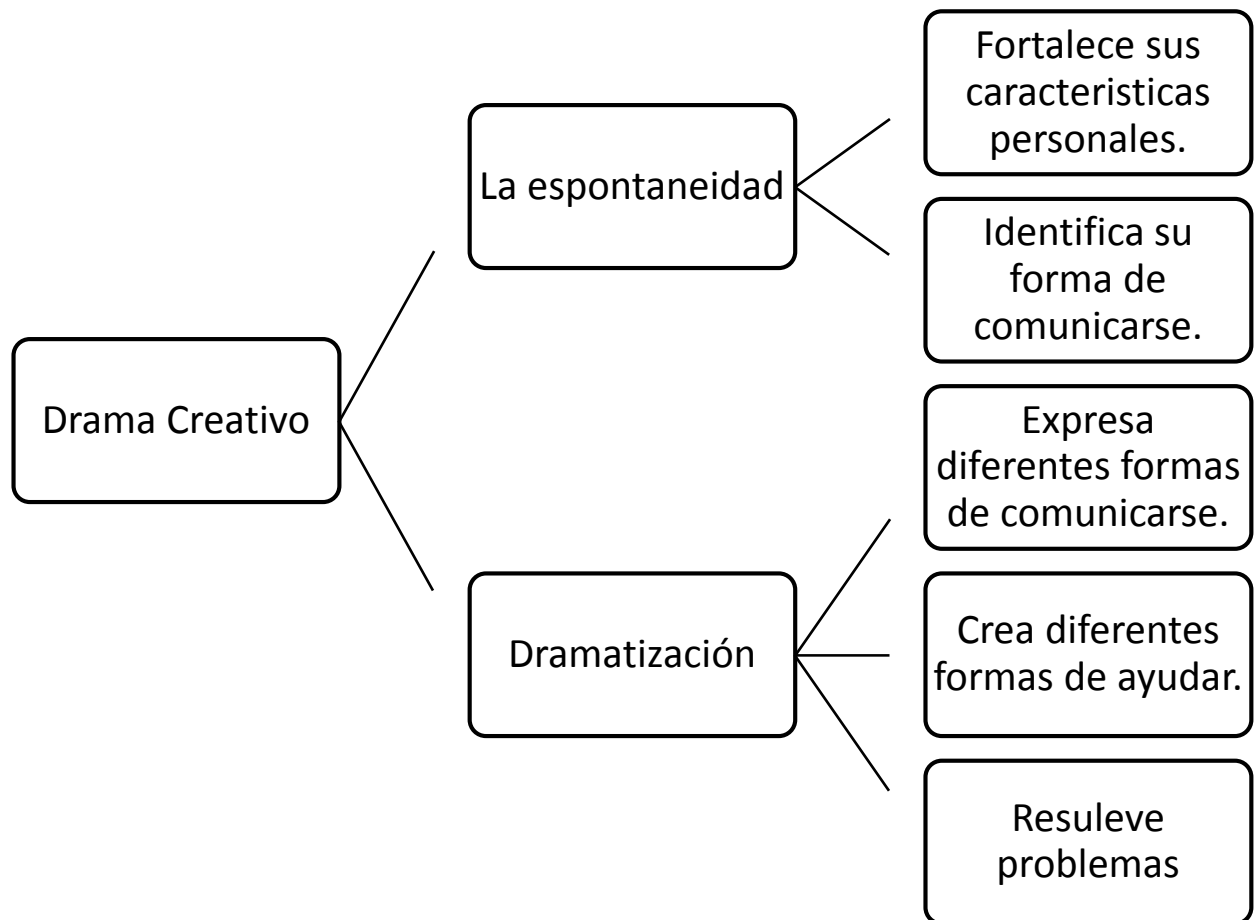 Drama Creativo
La espontaneidad
Fortalece sus
caracteristicas
personales.
Identifica su
forma de
comunicarse.
Dramatización
Expresa
diferentes formas
de comunicarse.
Crea diferentes
formas de ayudar.
Resuleve
problemas